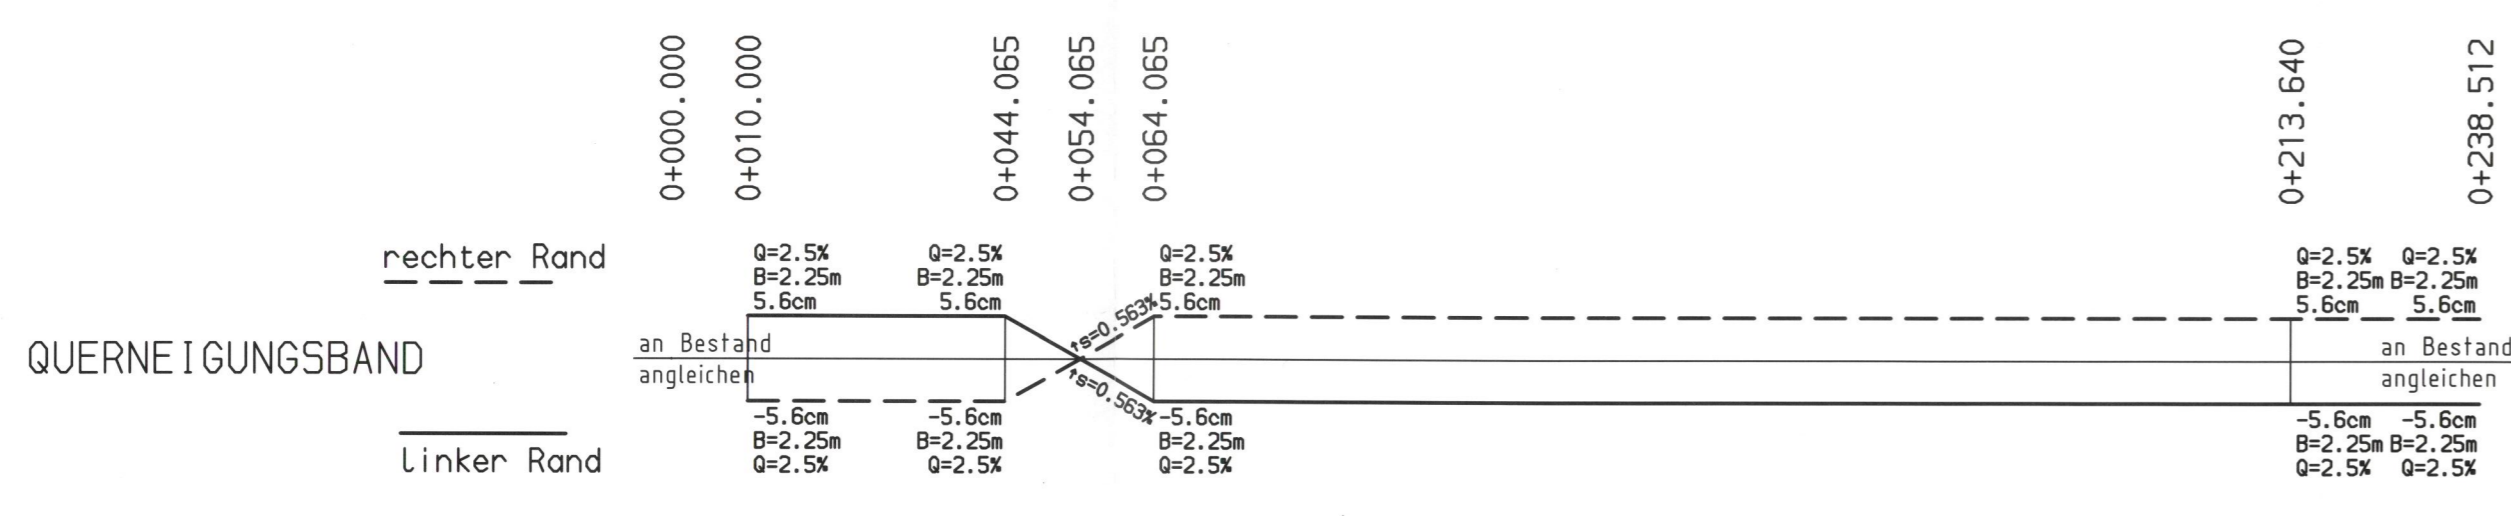 0+000.000
0+010.000
0+044.065
0+054.065
0+064.065
0+213.640
0+238.512
rechter Rand
Q=2.5%
B=2.25m
5.6cm
Q=2.5%
B=2.25m
5.6cm
Q=2.5%
B=2.25m
5.6cm
Q=2.5%
B=2.25m
5.6cm
Q=2.5%
B=2.25m
5.6cm
s=0.563%
QUERNEIGUNGSBAND
an Bestand
angleichen
an Bestand
angleichen
s=0.563%
linker Rand
-5.6cm
B=2.25m
Q=2.5%
-5.6cm
B=2.25m
Q=2.5%
-5.6cm
B=2.25m
Q=2.5%
-5.6cm
B=2.25m
Q=2.5%
-5.6cm
B=2.25m
Q=2.5%